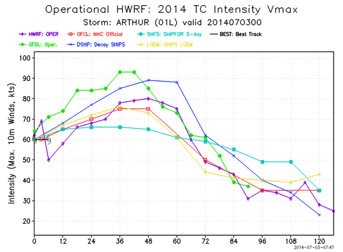 Operational HWRF: 2014 TC Intensity Vmax
Storm: ARTHUR (01L) valid 2014070300
HWRF: OPER OFCL: NHC Official SHF5: SHIFOR 5-day BEST: Best Track
GFDL: Oper. DSHP: Decay SHIPS LGEM: SHIPS LGEM
Intensity (Max. 10m Winds, kts)
100
90
80
70
60
50
40
30
20
0 12 24 36 48 60 72 84 96 108 120
2014-07-03-07:47